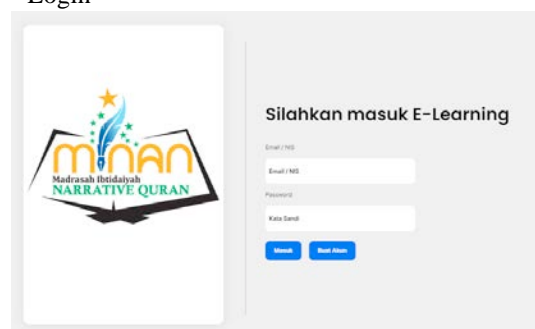 Login
MINAN
Madrasah Ibtidaiyah
NARRATIVE QURAN
Silahkan masuk E-Learning
Email / NIS
Email / NIS
Password
Kata Sandi
Masuk
Buat Akun